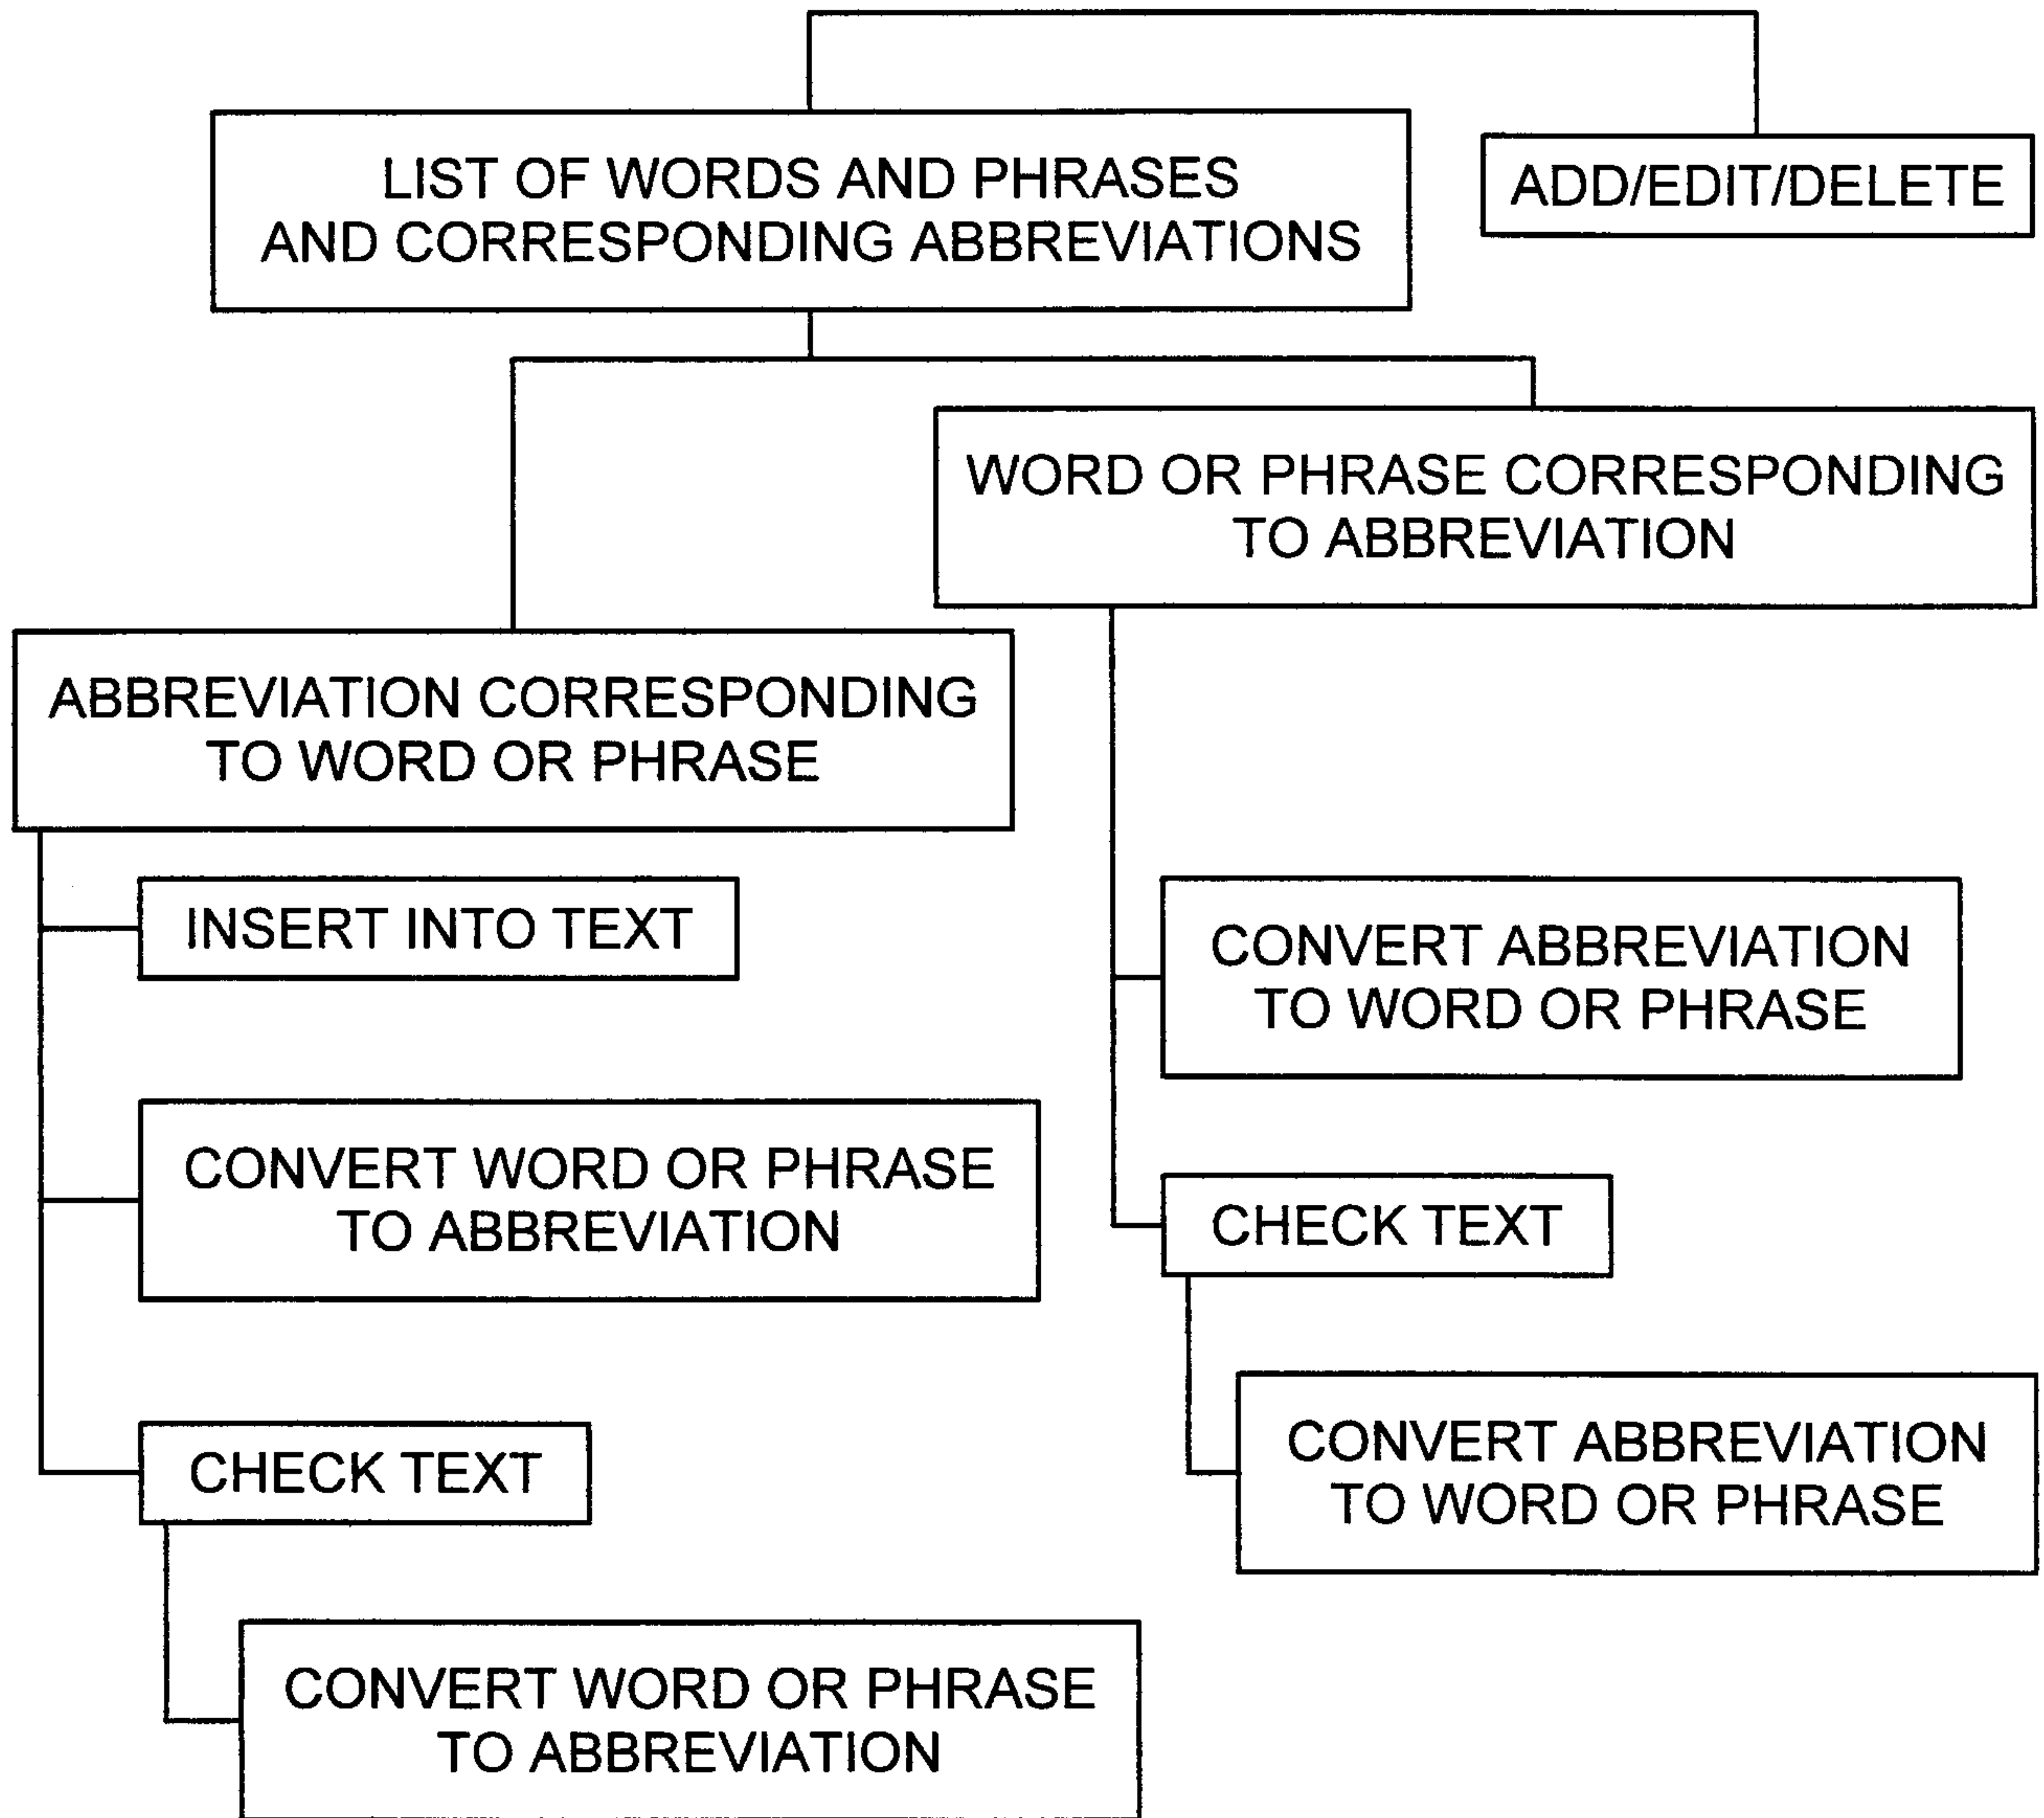 LIST OF WORDS AND PHRASES
AND CORRESPONDING ABBREVIATIONS
ADD/EDIT/DELETE
WORD OR PHRASE CORRESPONDING
TO ABBREVIATION
ABBREVIATION CORRESPONDING
TO WORD OR PHRASE
INSERT INTO TEXT
CONVERT WORD OR PHRASE
TO ABBREVIATION
CHECK TEXT
CONVERT WORD OR PHRASE
TO ABBREVIATION
CONVERT ABBREVIATION
TO WORD OR PHRASE
CHECK TEXT
CONVERT ABBREVIATION
TO WORD OR PHRASE